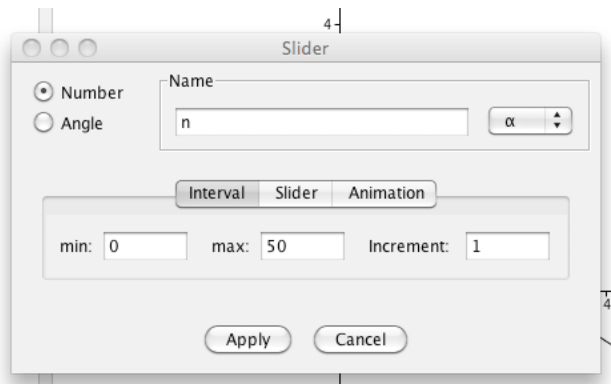 4
Slider
Number
Angle
Name
n
α
Interval Slider Animation
min: 0 max: 50 Increment: 1
4
Apply Cancel